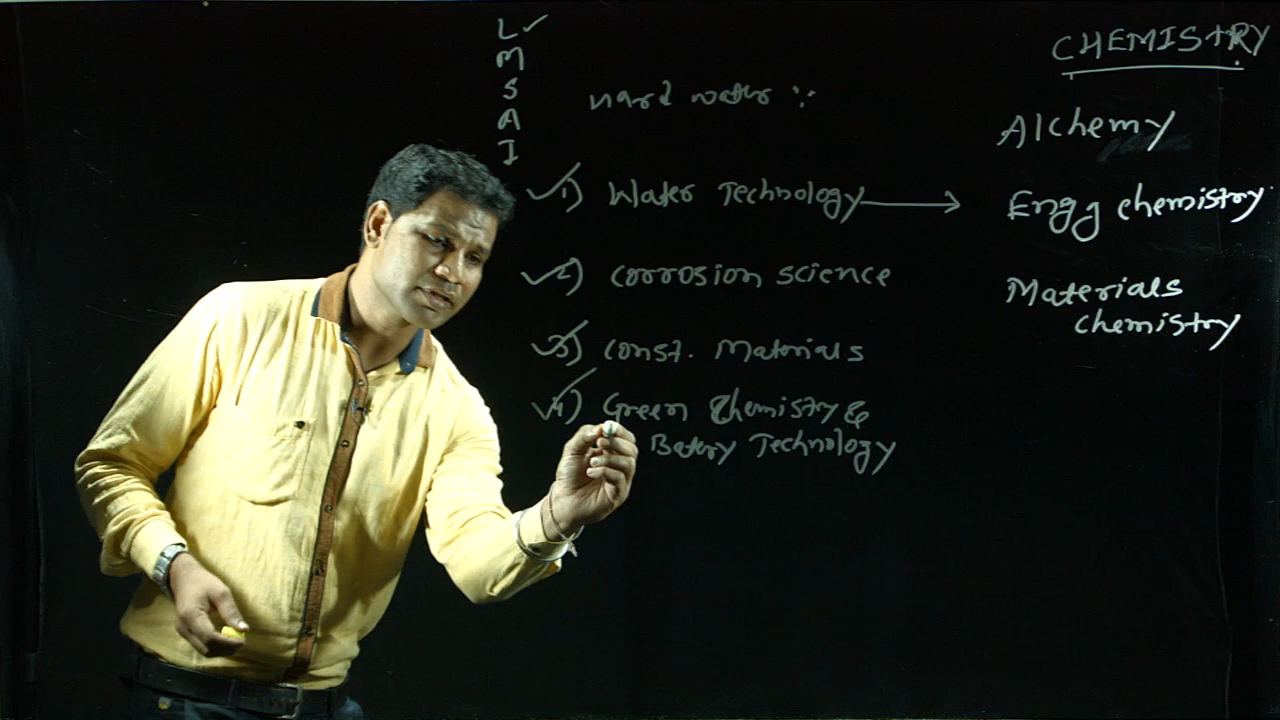 L✓
M
S
A
I
Hard water :-
✓1) Water Technology →
✓2) corrosion science
✓3) const. Materials
✓4) Green Chemistry &
Batery Technology
CHEMISTRY
Alchemy
Engg chemistry
Materials
chemistry